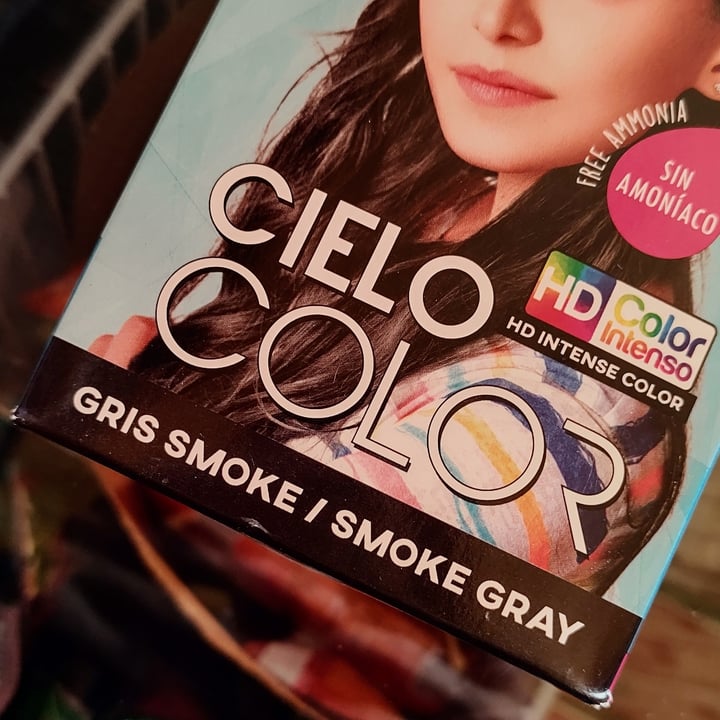 FREE AMMONIA
SIN
AMONÍACO
CIELO
COLOR
HD Color
Intenso
HD INTENSE COLOR
GRIS SMOKE / SMOKE GRAY